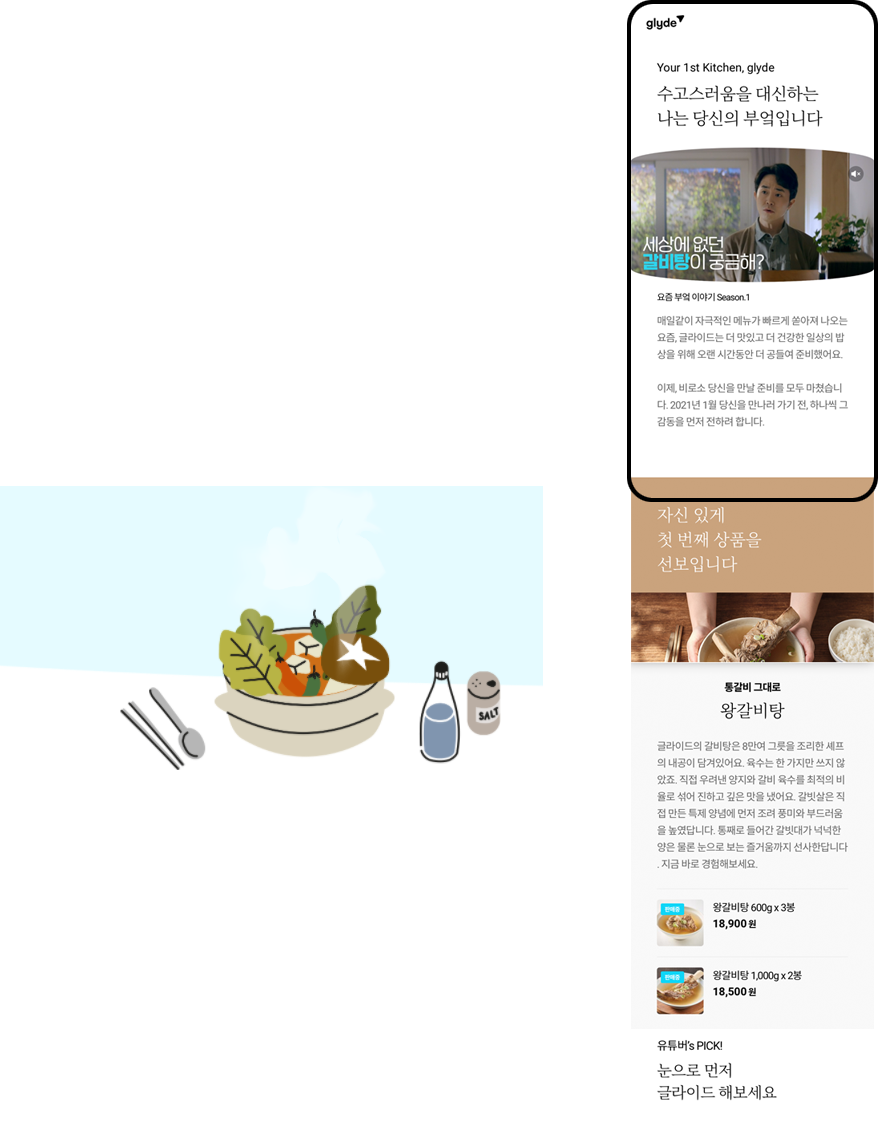 glyde
Your 1st Kitchen, glyde
수고스러움을 대신하는
나는 당신의 부엌입니다
세상에 없던
갈비탕이 궁금해?
요즘 부엌 이야기 Season.1
매일같이 자극적인 메뉴가 빠르게 쏟아져 나오는
요즘, 글라이드는 더 맛있고 더 건강한 일상의 밥
상을 위해 오랜 시간동안 더 공들여 준비했어요.
이제, 비로소 당신을 만날 준비를 모두 마쳤습니
다. 2021년 1월 당신을 만나러 가기 전, 하나씩 그
감동을 먼저 전하려 합니다.
자신 있게
첫 번째 상품을
선보입니다
SALT
통갈비 그대로
왕갈비탕
글라이드의 갈비탕은 8만여 그릇을 조리한 셰프
의 내공이 담겨있어요. 육수는 한 가지만 쓰지 않
았죠. 직접 우려낸 양지와 갈비 육수를 최적의 비
율로 섞어 진하고 깊은 맛을 냈어요. 갈빗살은 직
접 만든 특제 양념에 먼저 조려 풍미와 부드러움
을 높였답니다. 통째로 들어간 갈빗대가 넉넉한
양은 물론 눈으로 보는 즐거움까지 선사한답니다
. 지금 바로 경험해보세요.
판매중
왕갈비탕 600g x 3봉
18,900 원
판매중
왕갈비탕 1,000g x 2봉
18,500 원
유튜버's PICK!
눈으로 먼저
글라이드 해보세요